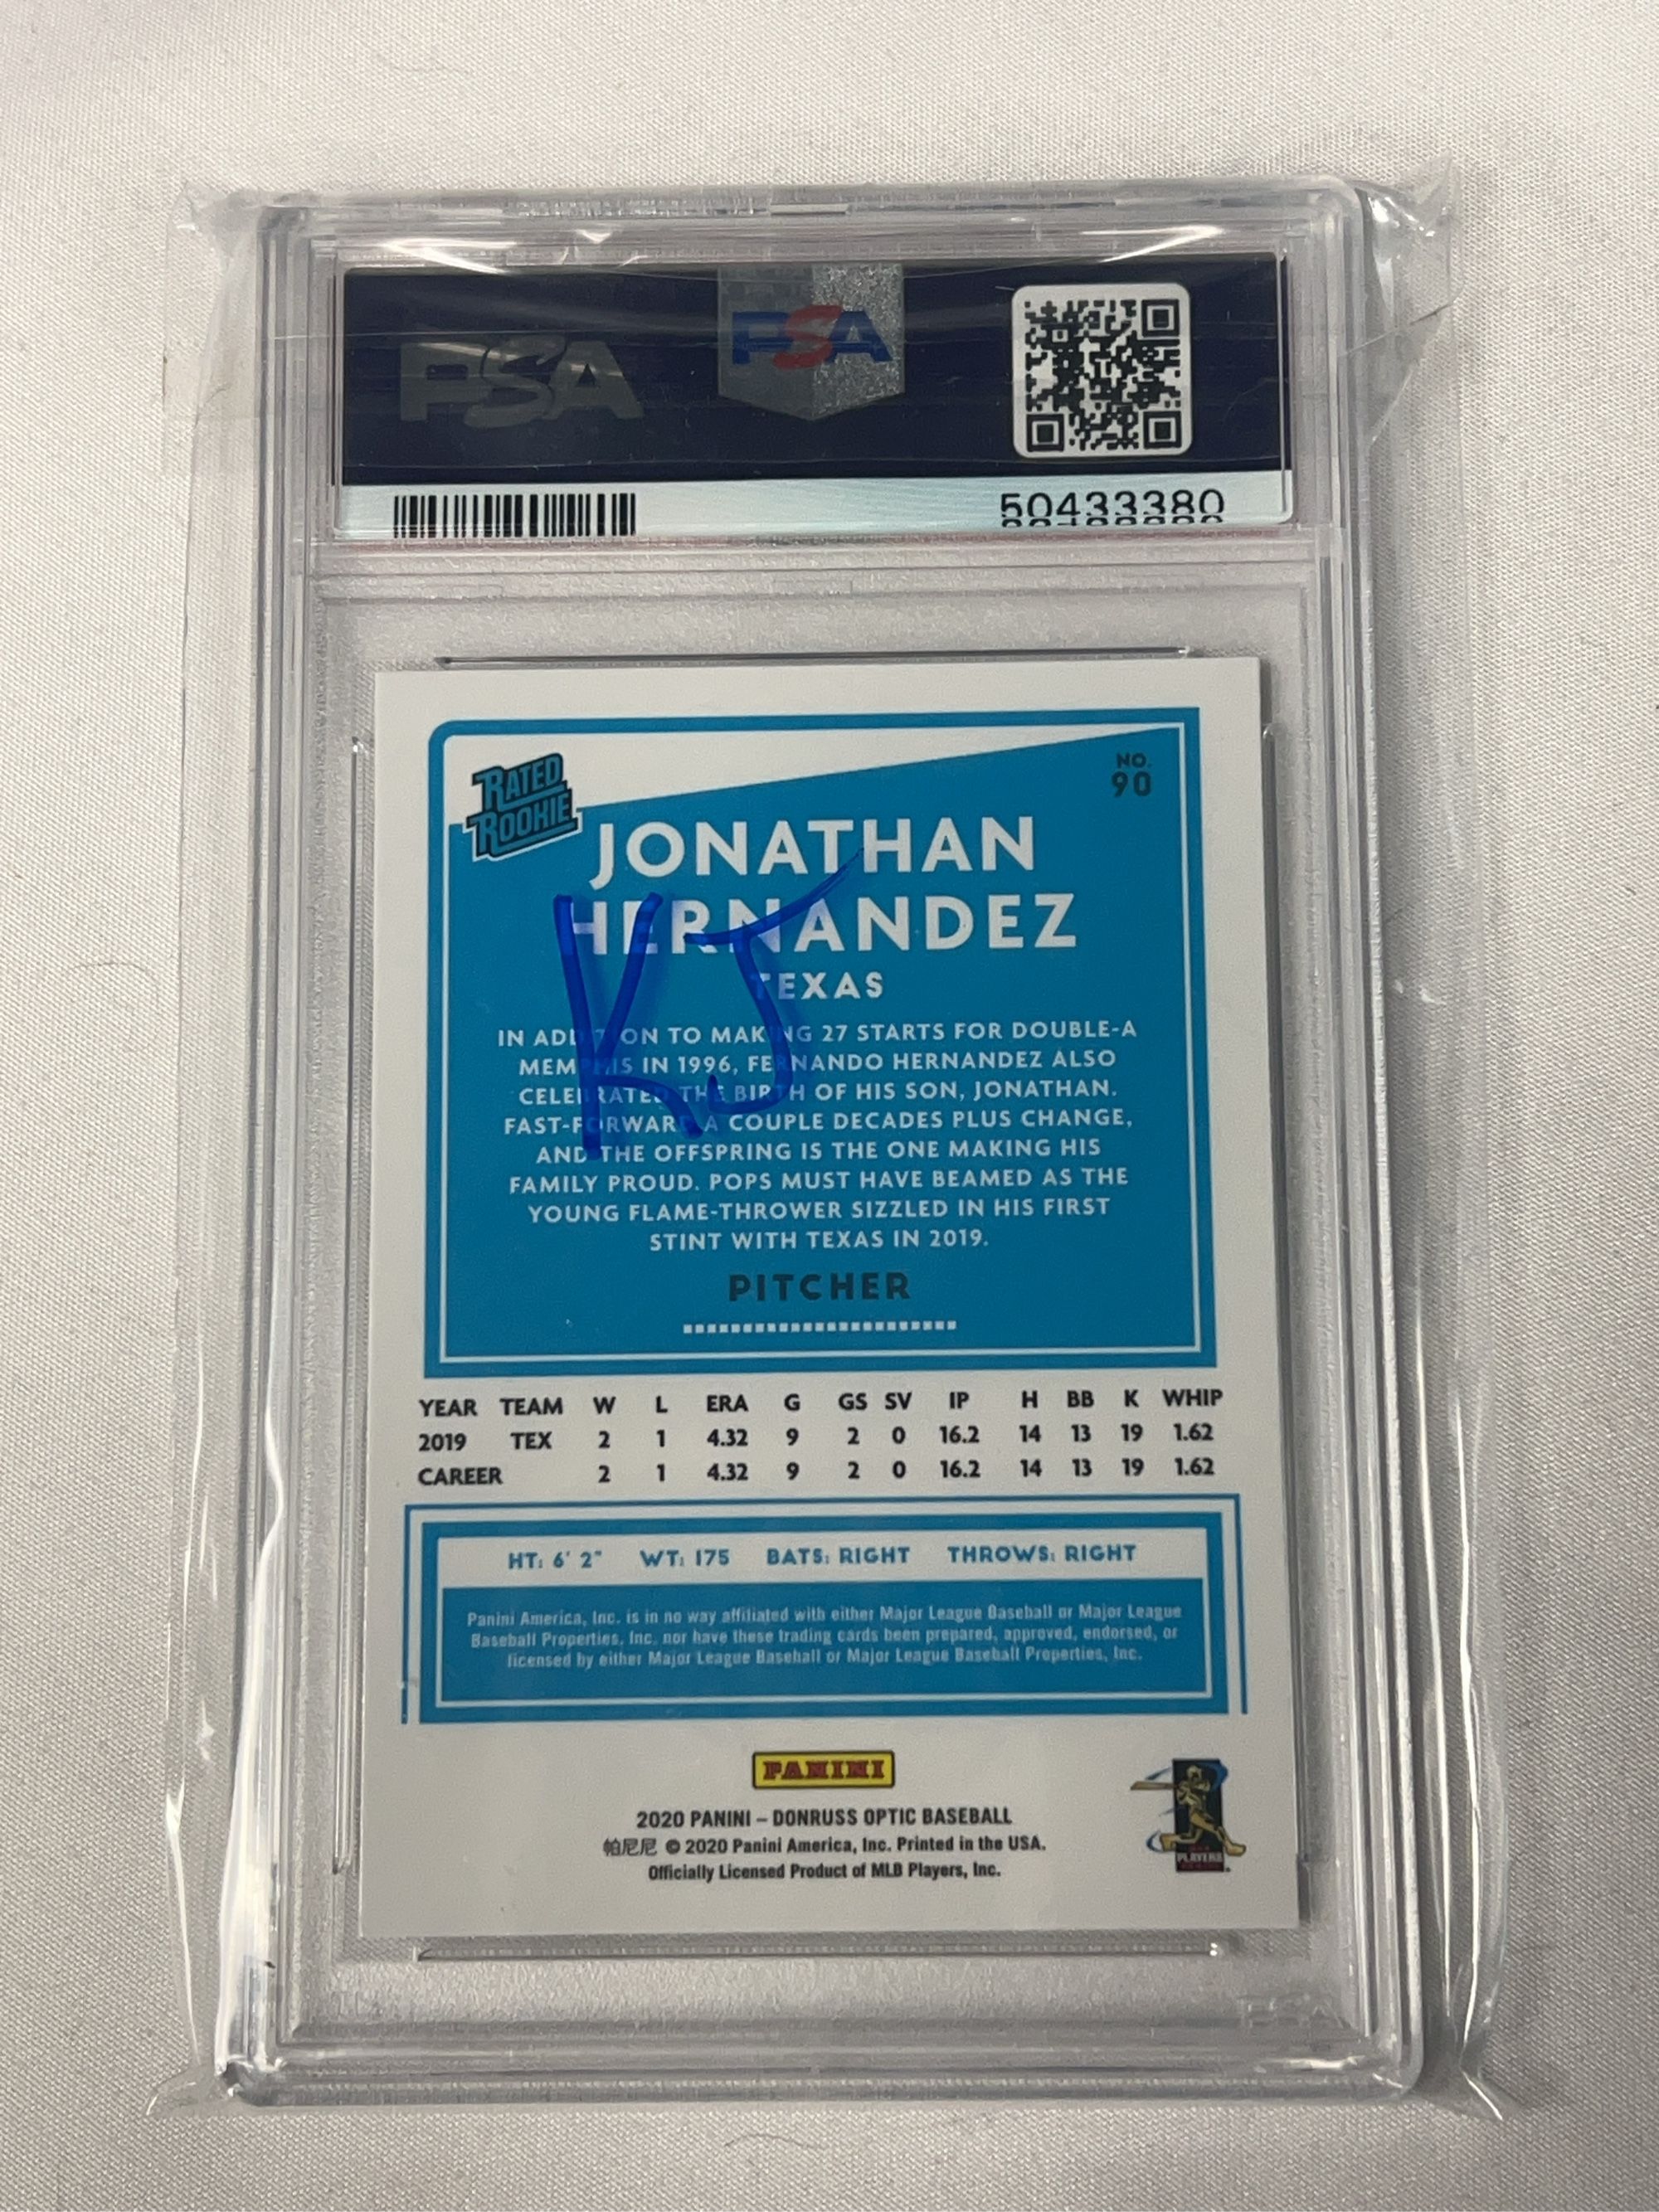 PSA
PSA
50433380
RATED
ROOKIE
NO.
90
JONATHAN
HERNANDEZ
KJ
TEXAS
IN ADDITION TO MAKING 27 STARTS FOR DOUBLE-A
MEMPHIS IN 1996, FERNANDO HERNANDEZ ALSO
CELEBRATED THE BIRTH OF HIS SON, JONATHAN.
FAST-FORWARD A COUPLE DECADES PLUS CHANGE,
AND THE OFFSPRING IS THE ONE MAKING HIS
FAMILY PROUD. POPS MUST HAVE BEAMED AS THE
YOUNG FLAME-THROWER SIZZLED IN HIS FIRST
STINT WITH TEXAS IN 2019.
PITCHER
YEAR TEAM W L ERA G GS SV IP H BB K WHIP
2019 TEX 2 1 4.32 9 2 0 16.2 14 13 19 1.62
CAREER 2 1 4.32 9 2 0 16.2 14 13 19 1.62
HT: 6' 2" WT: 175 BATS: RIGHT THROWS: RIGHT
Panini America, Inc. is in no way affiliated with either Major League Baseball or Major League
Baseball Properties, Inc. nor have these trading cards been prepared, approved, endorsed, or
licensed by either Major League Baseball or Major League Baseball Properties, Inc.
PANINI
2020 PANINI – DONRUSS OPTIC BASEBALL
帕尼尼 © 2020 Panini America, Inc. Printed in the USA.
Officially Licensed Product of MLB Players, Inc.
PLAYERS